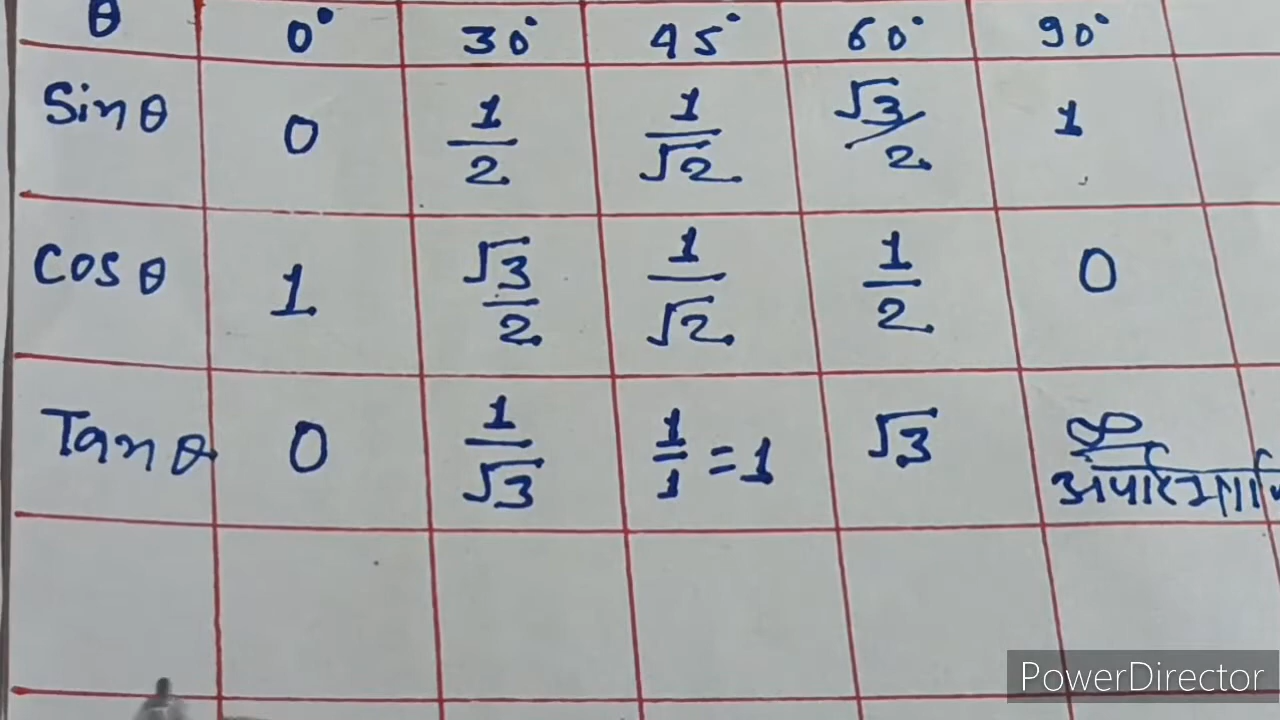 θ 0° 30° 45° 60° 90°
Sinθ 0 1/2 1/√2 √3/2 1
Cosθ 1 √3/2 1/√2 1/2 0
Tanθ 0 1/√3 1/1=1 √3 ∞
PowerDirector